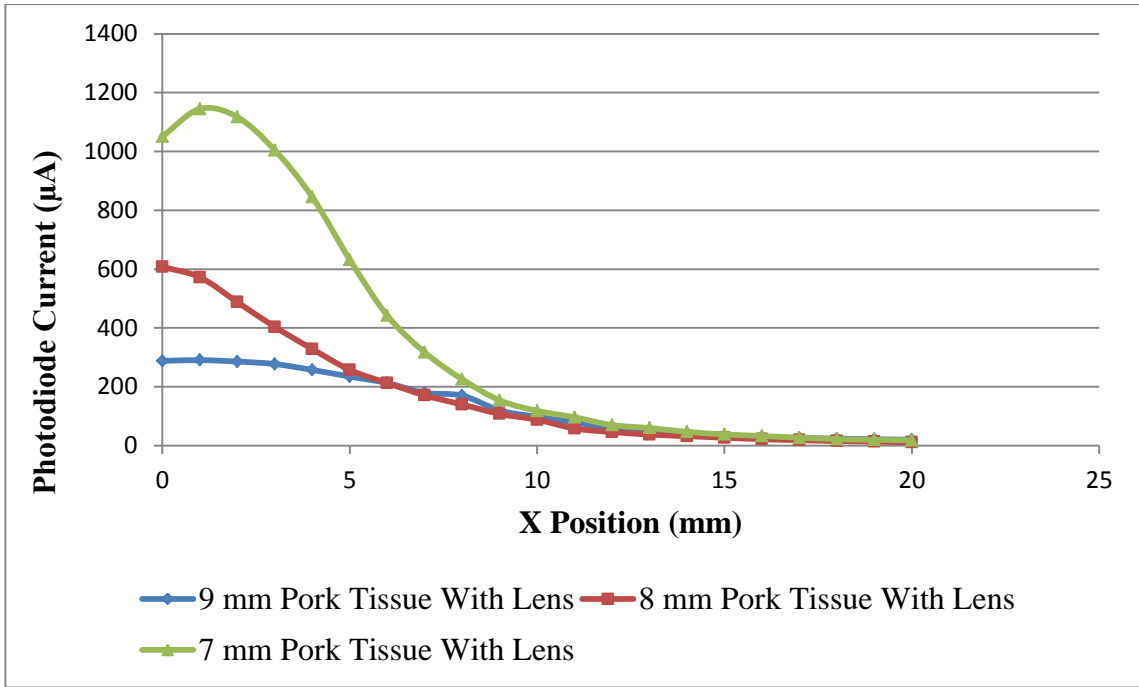 1400
1200
1000
800
600
400
200
0
Photodiode Current (µA)
0 5 10 15 20 25
X Position (mm)
9 mm Pork Tissue With Lens 8 mm Pork Tissue With Lens
7 mm Pork Tissue With Lens